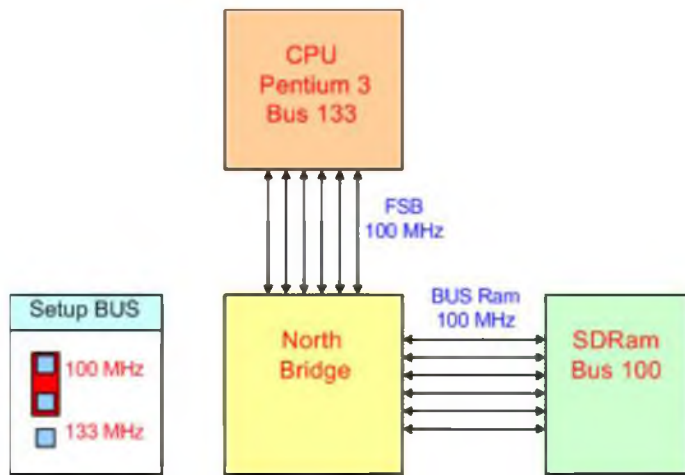 CPU
Pentium 3
Bus 133
FSB
100 MHz
Setup BUS
100 MHz
133 MHz
North
Bridge
BUS Ram
100 MHz
SDRam
Bus 100